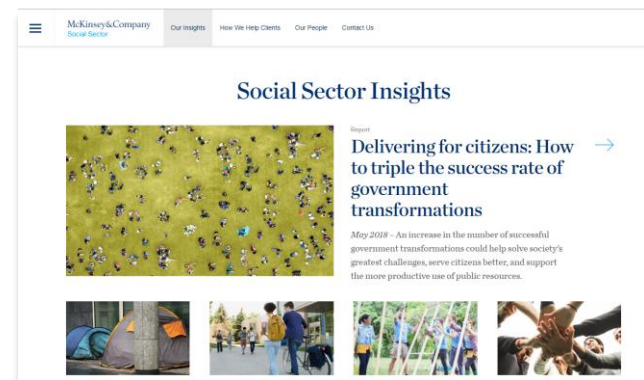 McKinsey&Company
Social Sector
Our Insights
How We Help Clients
Our People
Contact Us
Social Sector Insights
Report
Delivering for citizens: How
to triple the success rate of
government
transformations
May 2018 – An increase in the number of successful
government transformations could help solve society's
greatest challenges, serve citizens better, and support
the more productive use of public resources.